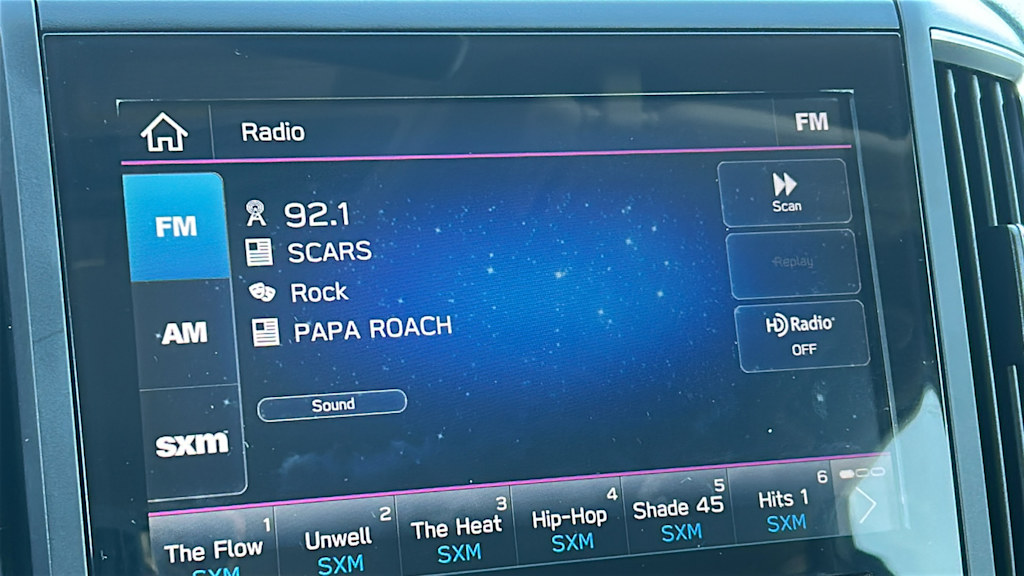 Radio
FM
FM
92.1
Scan
SCARS
Replay
Rock
AM
PAPA ROACH
HD Radio
OFF
Sound
sxm
1
The Flow
SXM
2
Unwell
SXM
3
The Heat
SXM
4
Hip-Hop
SXM
5
Shade 45
SXM
6
Hits 1
SXM